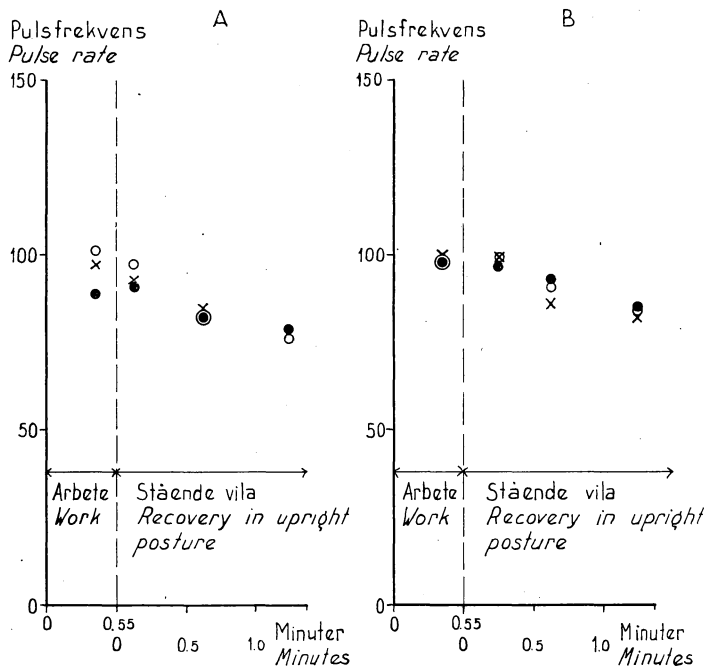 A
Pulsfrekvens
Pulse rate
150
100
50
0
Arbete
Work
Stående vila
Recovery in upright
posture
0
0.55
0
0.5
1.0
Minuter
Minutes
B
Pulsfrekvens
Pulse rate
150
100
50
0
Arbete
Work
Stående vila
Recovery in upright
posture
0
0.55
0
0.5
1.0
Minuter
Minutes